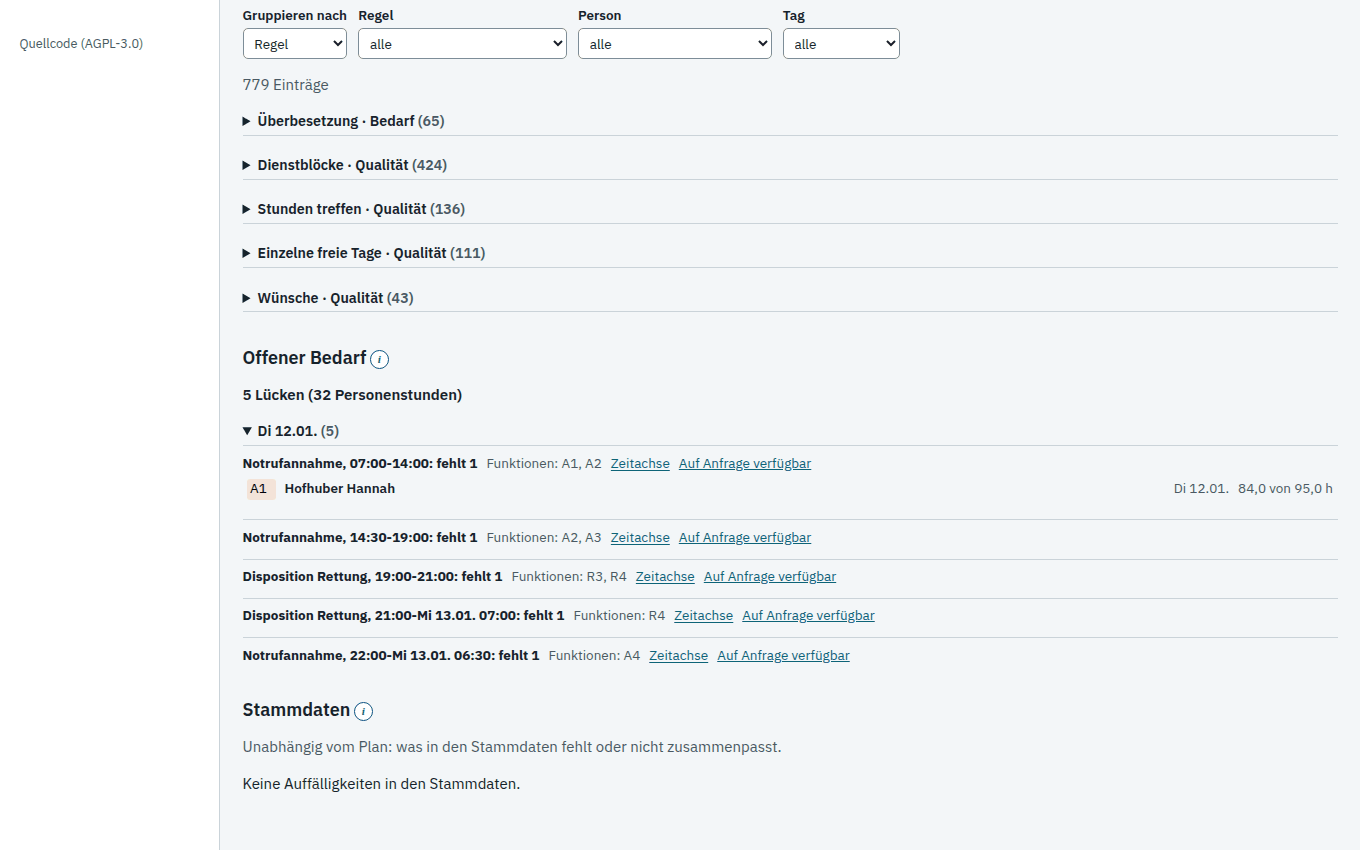 Quellcode (AGPL-3.0)
Gruppieren nach Regel Person Tag
Regel alle alle alle
779 Einträge
Überbesetzung · Bedarf (65)
Dienstblöcke · Qualität (424)
Stunden treffen · Qualität (136)
Einzelne freie Tage · Qualität (111)
Wünsche · Qualität (43)
Offener Bedarf i
5 Lücken (32 Personenstunden)
Di 12.01. (5)
Notrufannahme, 07:00-14:00: fehlt 1 Funktionen: A1, A2 Zeitachse Auf Anfrage verfügbar
A1 Hofhuber Hannah Di 12.01. 84,0 von 95,0 h
Notrufannahme, 14:30-19:00: fehlt 1 Funktionen: A2, A3 Zeitachse Auf Anfrage verfügbar
Disposition Rettung, 19:00-21:00: fehlt 1 Funktionen: R3, R4 Zeitachse Auf Anfrage verfügbar
Disposition Rettung, 21:00-Mi 13.01. 07:00: fehlt 1 Funktionen: R4 Zeitachse Auf Anfrage verfügbar
Notrufannahme, 22:00-Mi 13.01. 06:30: fehlt 1 Funktionen: A4 Zeitachse Auf Anfrage verfügbar
Stammdaten i
Unabhängig vom Plan: was in den Stammdaten fehlt oder nicht zusammenpasst.
Keine Auffälligkeiten in den Stammdaten.